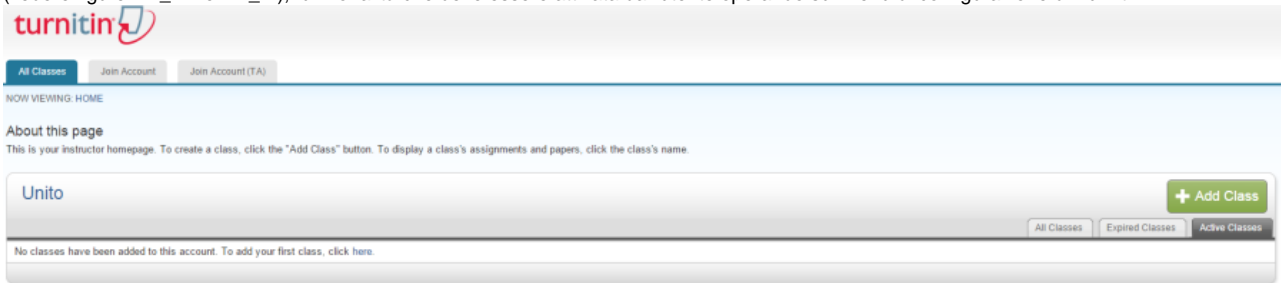 turnitin
All Classes Join Account Join Account (TA)
NOW VIEWING: HOME
About this page
This is your instructor homepage. To create a class, click the "Add Class" button. To display a class's assignments and papers, click the class's name.
Unito
+ Add Class
All Classes Expired Classes Active Classes
No classes have been added to this account. To add your first class, click here.